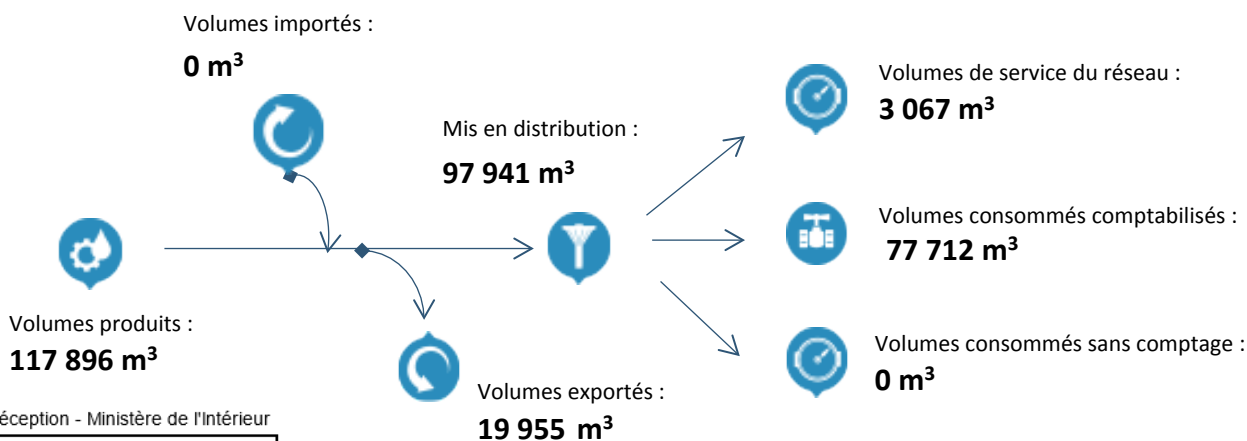 Volumes importés :
0 m³
Volumes de service du réseau :
3 067 m³
Mis en distribution :
97 941 m³
Volumes consommés comptabilisés :
77 712 m³
Volumes produits :
117 896 m³
Volumes consommés sans comptage :
0 m³
Volumes exportés :
19 955 m³
éception - Ministère de l'Intérieur